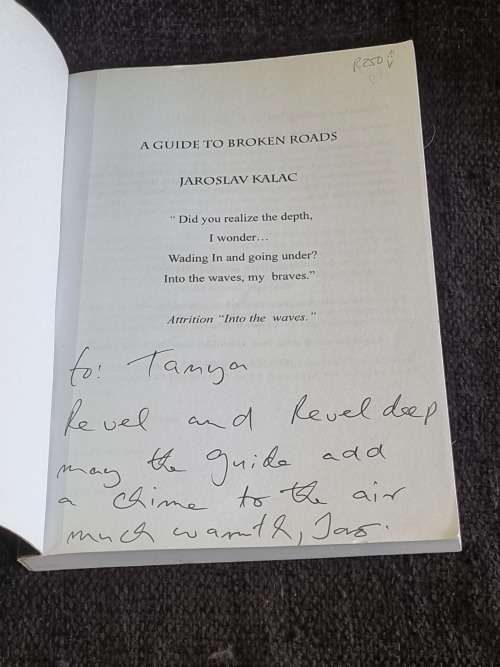 R250
A GUIDE TO BROKEN ROADS
JAROSLAV KALAC
“ Did you realize the depth,
I wonder…
Wading In and going under?
Into the waves, my braves.”
Attrition “Into the waves.”
to: Tanya
Revel and Revel deep
may the Guide add
a chime to the air
much warmth, Jaro.